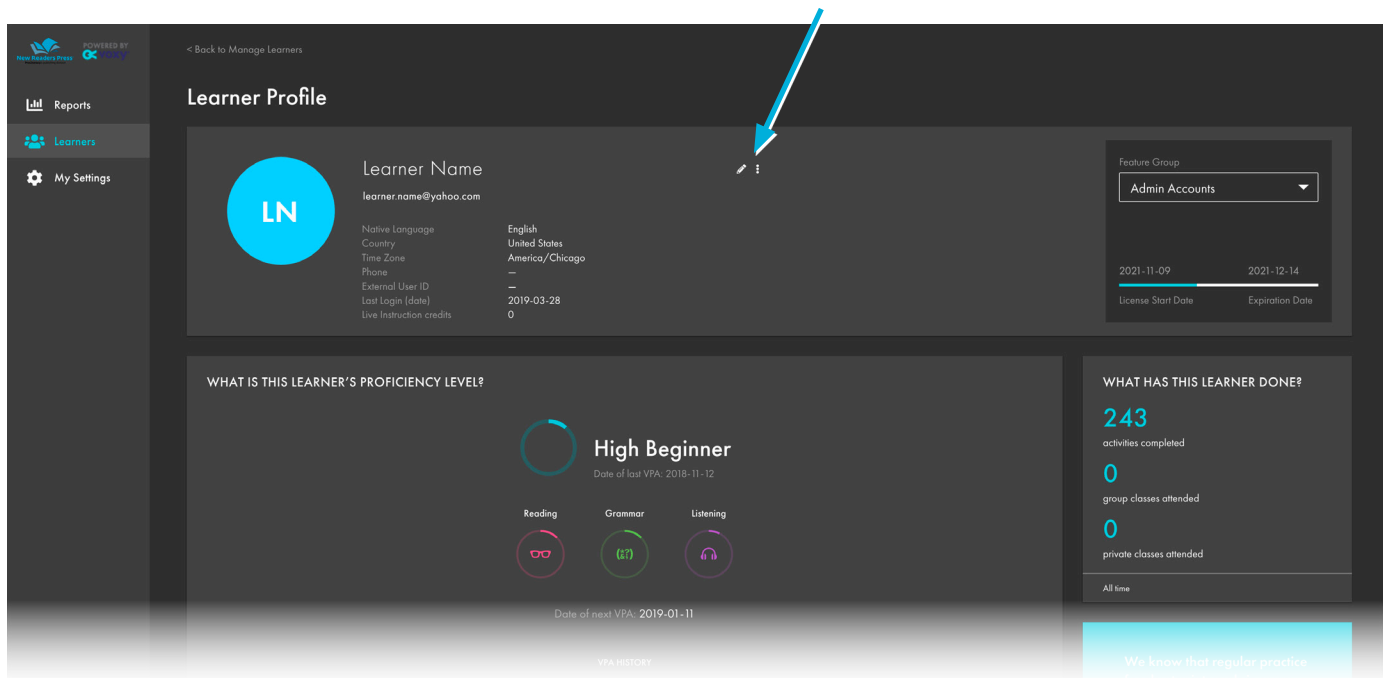 New Readers Press
POWERED BY
voxy
< Back to Manage Learners
Reports
Learners
My Settings
Learner Profile
LN
Learner Name
learner.name@yahoo.com
Native Language English
Country United States
Time Zone America/Chicago
Phone —
External User ID —
Last Login (date) 2019-03-28
Live Instruction credits 0
Feature Group
Admin Accounts
2021-11-09 2021-12-14
License Start Date Expiration Date
WHAT IS THIS LEARNER'S PROFICIENCY LEVEL?
High Beginner
Date of last VPA: 2018-11-12
Reading Grammar Listening
Date of next VPA: 2019-01-11
VPA HISTORY
WHAT HAS THIS LEARNER DONE?
243
activities completed
0
group classes attended
0
private classes attended
All time
We know that regular practice